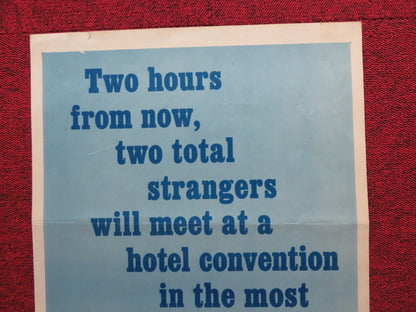 Two hours
from now,
two total
strangers
will meet at a
hotel convention
in the most